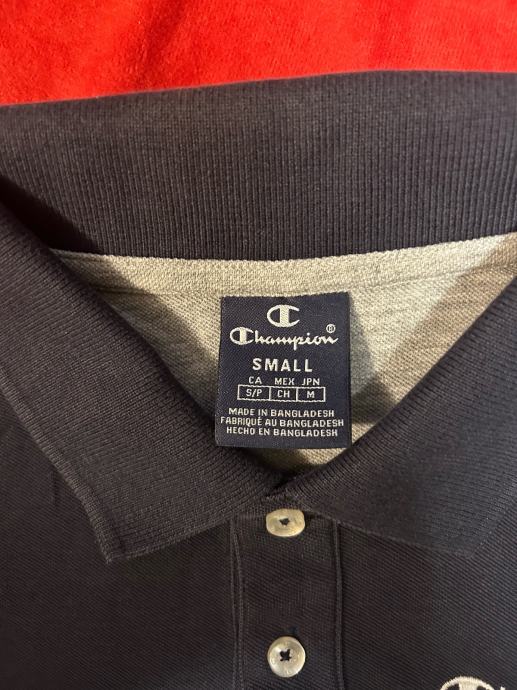 Champion®
SMALL
CA MEX JPN
S/P CH M
MADE IN BANGLADESH
FABRIQUÉ AU BANGLADESH
HECHO EN BANGLADESH